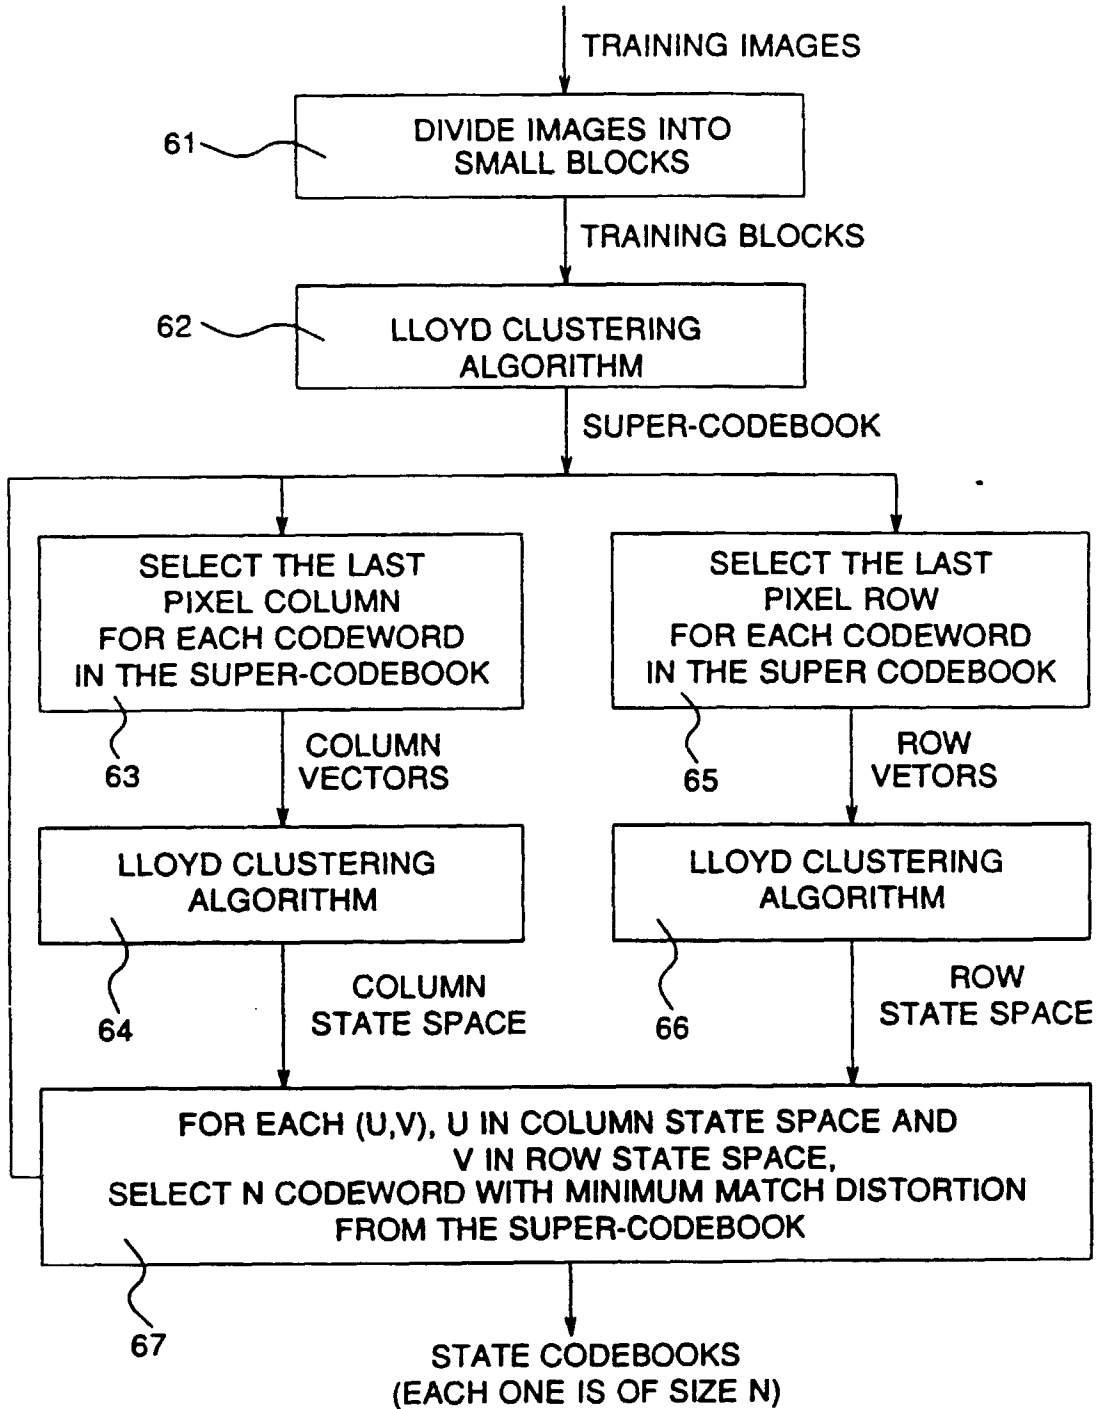 TRAINING IMAGES
61
DIVIDE IMAGES INTO
SMALL BLOCKS
TRAINING BLOCKS
62
LLOYD CLUSTERING
ALGORITHM
SUPER-CODEBOOK
SELECT THE LAST
PIXEL COLUMN
FOR EACH CODEWORD
IN THE SUPER-CODEBOOK
63
SELECT THE LAST
PIXEL ROW
FOR EACH CODEWORD
IN THE SUPER CODEBOOK
65
COLUMN
VECTORS
ROW
VETORS
LLOYD CLUSTERING
ALGORITHM
64
LLOYD CLUSTERING
ALGORITHM
66
COLUMN
STATE SPACE
ROW
STATE SPACE
FOR EACH (U,V), U IN COLUMN STATE SPACE AND
V IN ROW STATE SPACE,
SELECT N CODEWORD WITH MINIMUM MATCH DISTORTION
FROM THE SUPER-CODEBOOK
67
STATE CODEBOOKS
(EACH ONE IS OF SIZE N)